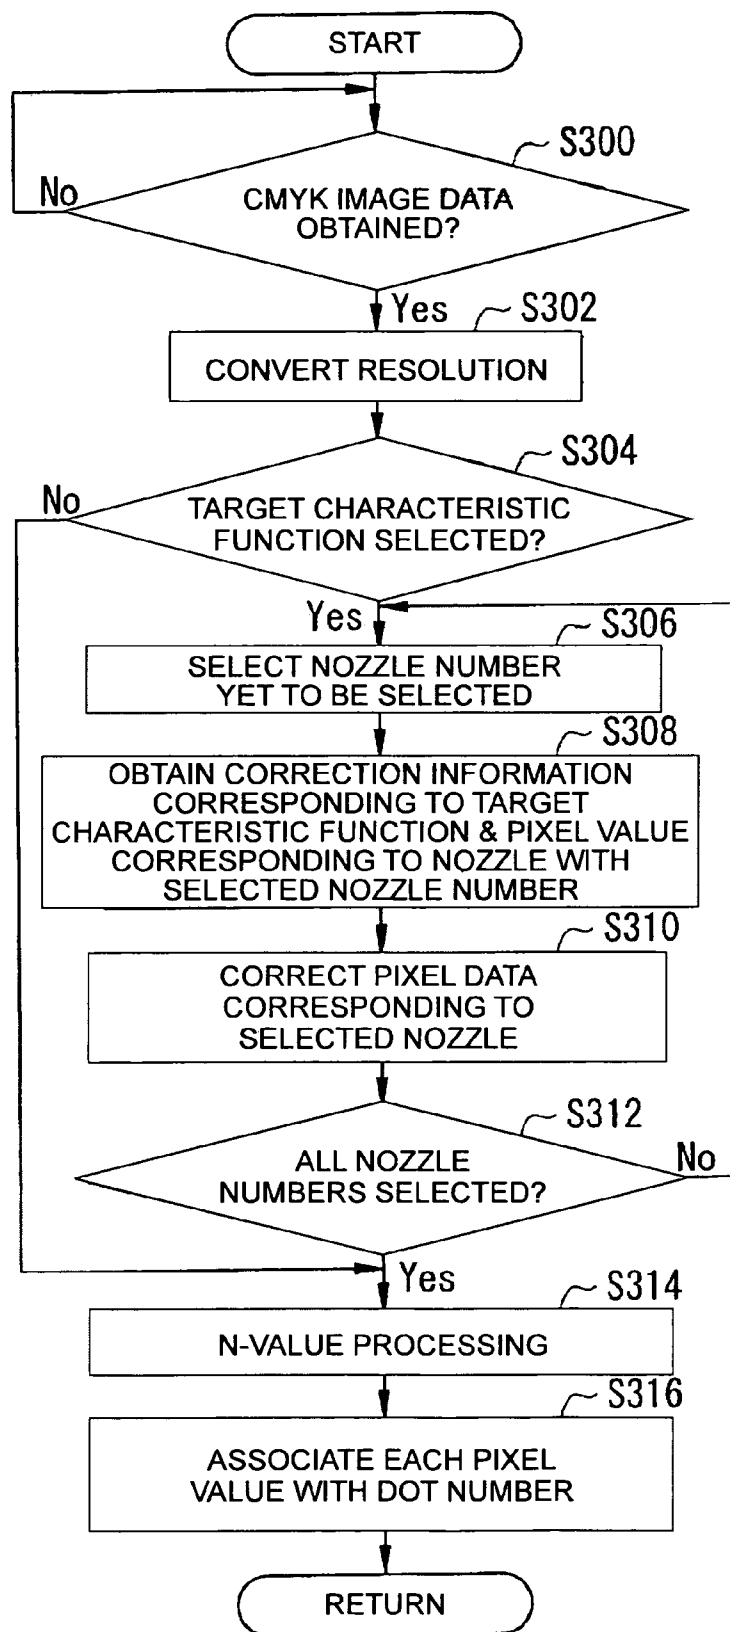 START
S300
No
CMYK IMAGE DATA
OBTAINED?
Yes
S302
CONVERT RESOLUTION
S304
No
TARGET CHARACTERISTIC
FUNCTION SELECTED?
Yes
S306
SELECT NOZZLE NUMBER
YET TO BE SELECTED
S308
OBTAIN CORRECTION INFORMATION
CORRESPONDING TO TARGET
CHARACTERISTIC FUNCTION & PIXEL VALUE
CORRESPONDING TO NOZZLE WITH
SELECTED NOZZLE NUMBER
S310
CORRECT PIXEL DATA
CORRESPONDING TO
SELECTED NOZZLE
S312
ALL NOZZLE
NUMBERS SELECTED?
No
Yes
S314
N-VALUE PROCESSING
S316
ASSOCIATE EACH PIXEL
VALUE WITH DOT NUMBER
RETURN